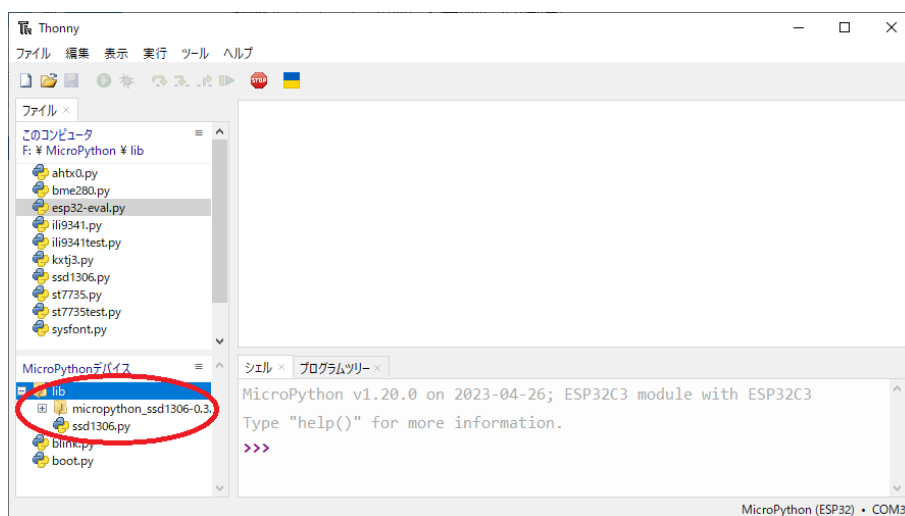 Thonny
ファイル 編集 表示 実行 ツール ヘルプ
STOP
ファイル
このコンピュータ
F: ¥ MicroPython ¥ lib
ahtx0.py
bme280.py
esp32-eval.py
ili9341.py
ili9341test.py
kxtj3.py
ssd1306.py
st7735.py
st7735test.py
sysfont.py
MicroPythonデバイス
lib
micropython_ssd1306-0.3.
ssd1306.py
blink.py
boot.py
シェル プログラムツリー
MicroPython v1.20.0 on 2023-04-26; ESP32C3 module with ESP32C3
Type "help()" for more information.
>>>
MicroPython (ESP32) • COM3